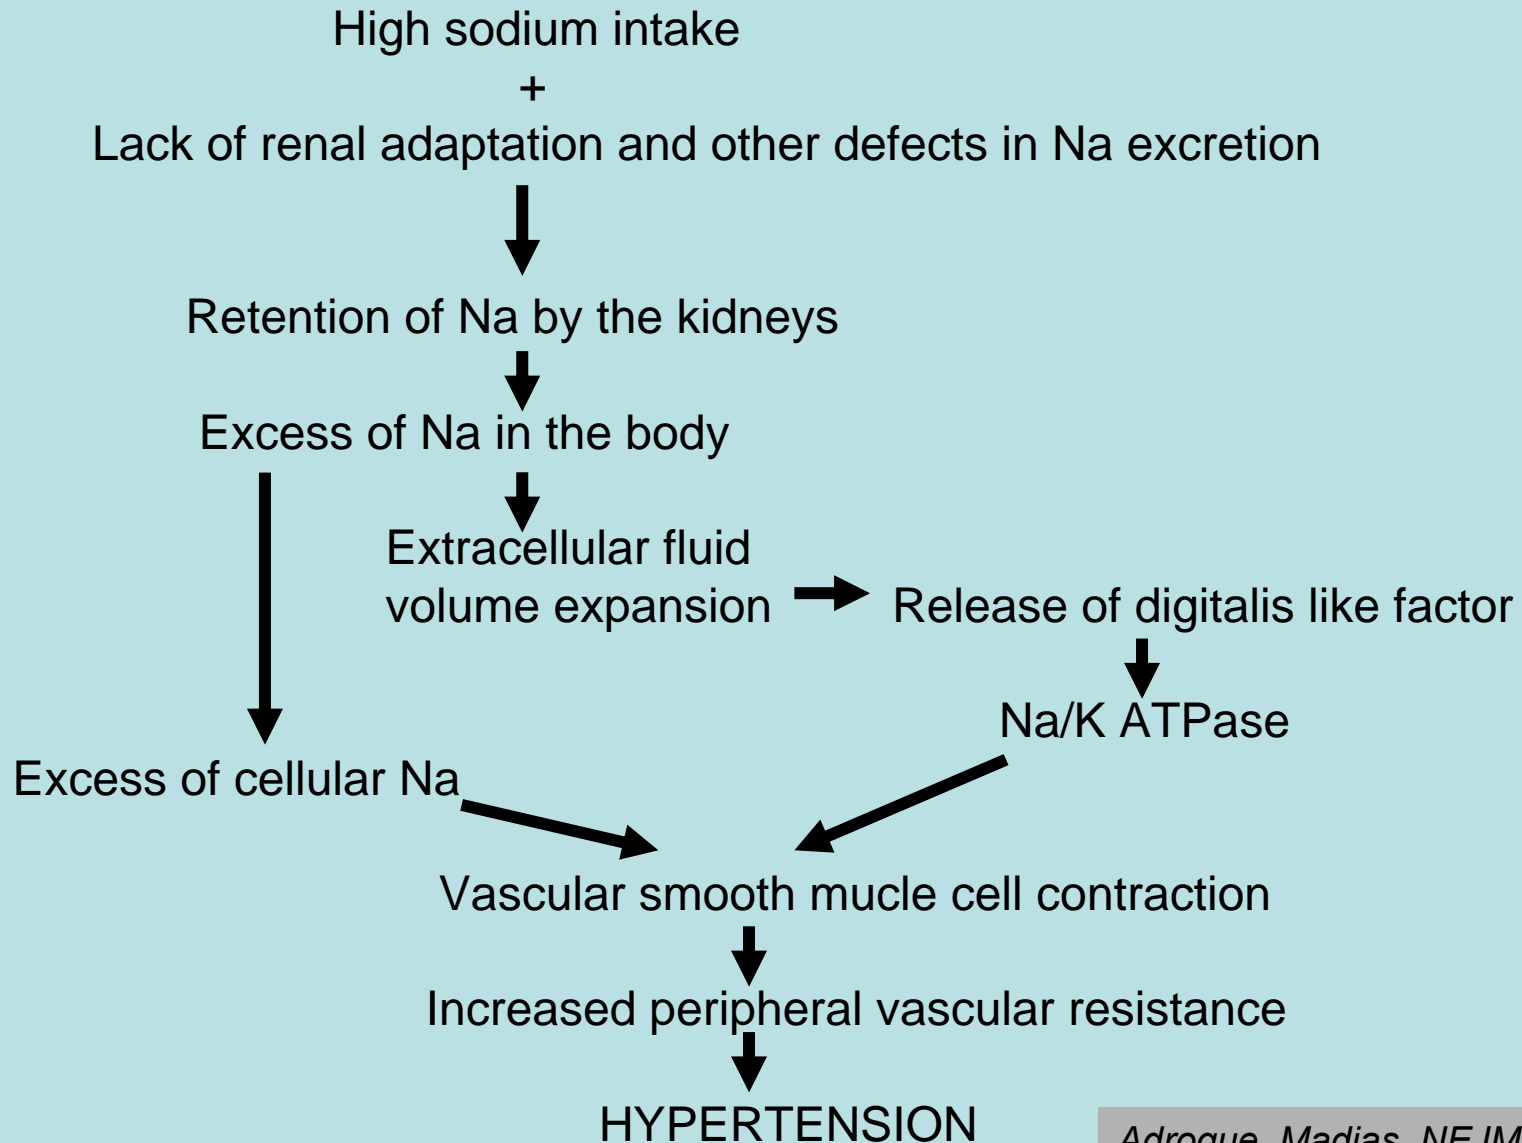 High sodium intake
+
Lack of renal adaptation and other defects in Na excretion
Retention of Na by the kidneys
Excess of Na in the body
Extracellular fluid
volume expansion
Release of digitalis like factor
Na/K ATPase
Excess of cellular Na
Vascular smooth mucle cell contraction
Increased peripheral vascular resistance
HYPERTENSION
Adrogue, Madias, NEJM